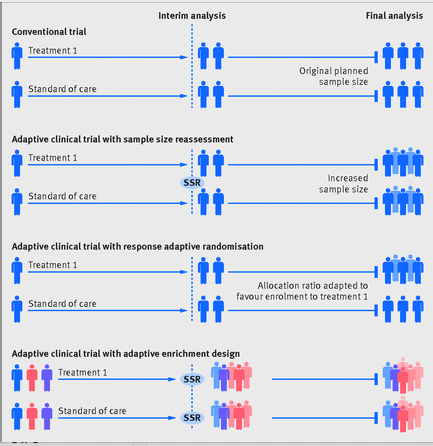 Interim analysis
Final analysis
Conventional trial
Treatment 1
Original planned
sample size
Standard of care
Adaptive clinical trial with sample size reassessment
Treatment 1
SSR
Increased
sample size
Standard of care
Adaptive clinical trial with response adaptive randomisation
Treatment 1
Allocation ratio adapted to
favour enrolment to treatment 1
Standard of care
Adaptive clinical trial with adaptive enrichment design
Treatment 1
SSR
Standard of care
SSR